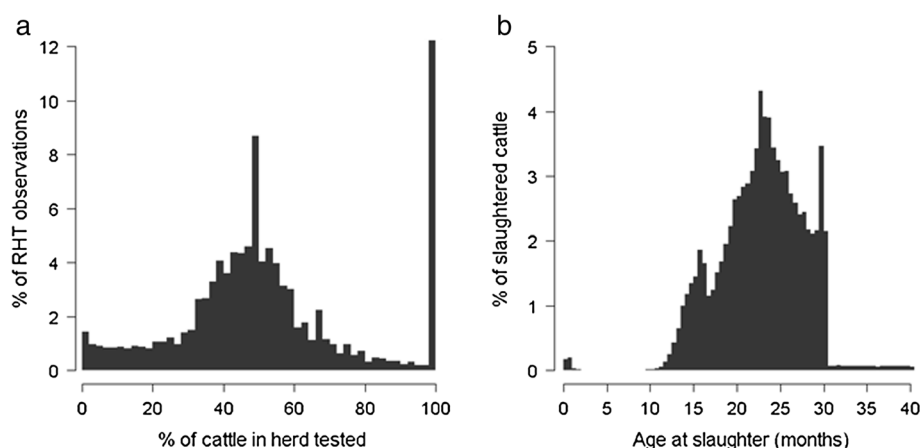 a
12
10
8
6
4
2
0
% of RHT observations
0 20 40 60 80 100
% of cattle in herd tested
b
5
4
3
2
1
0
% of slaughtered cattle
0 5 10 15 20 25 30 35 40
Age at slaughter (months)